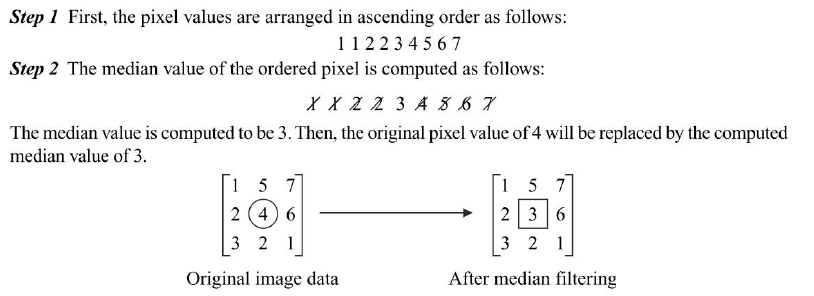 Step 1 First, the pixel values are arranged in ascending order as follows:
1 1 2 2 3 4 5 6 7
Step 2 The median value of the ordered pixel is computed as follows:
1 1 2 2 3 4 5 6 7
The median value is computed to be 3. Then, the original pixel value of 4 will be replaced by the computed
median value of 3.
1 5 7 1 5 7
2 4 6 2 3 6
3 2 1 3 2 1
Original image data After median filtering